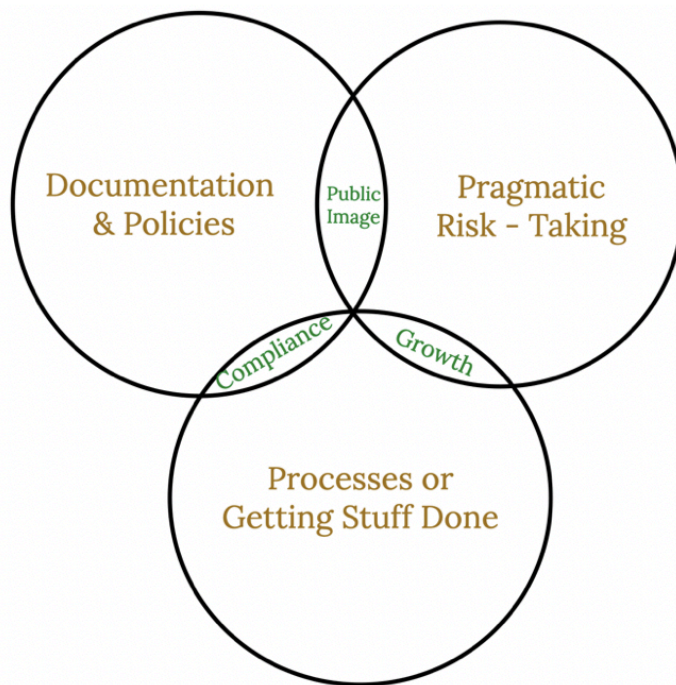 Documentation
& Policies
Public
Image
Pragmatic
Risk - Taking
Compliance
Growth
Processes or
Getting Stuff Done